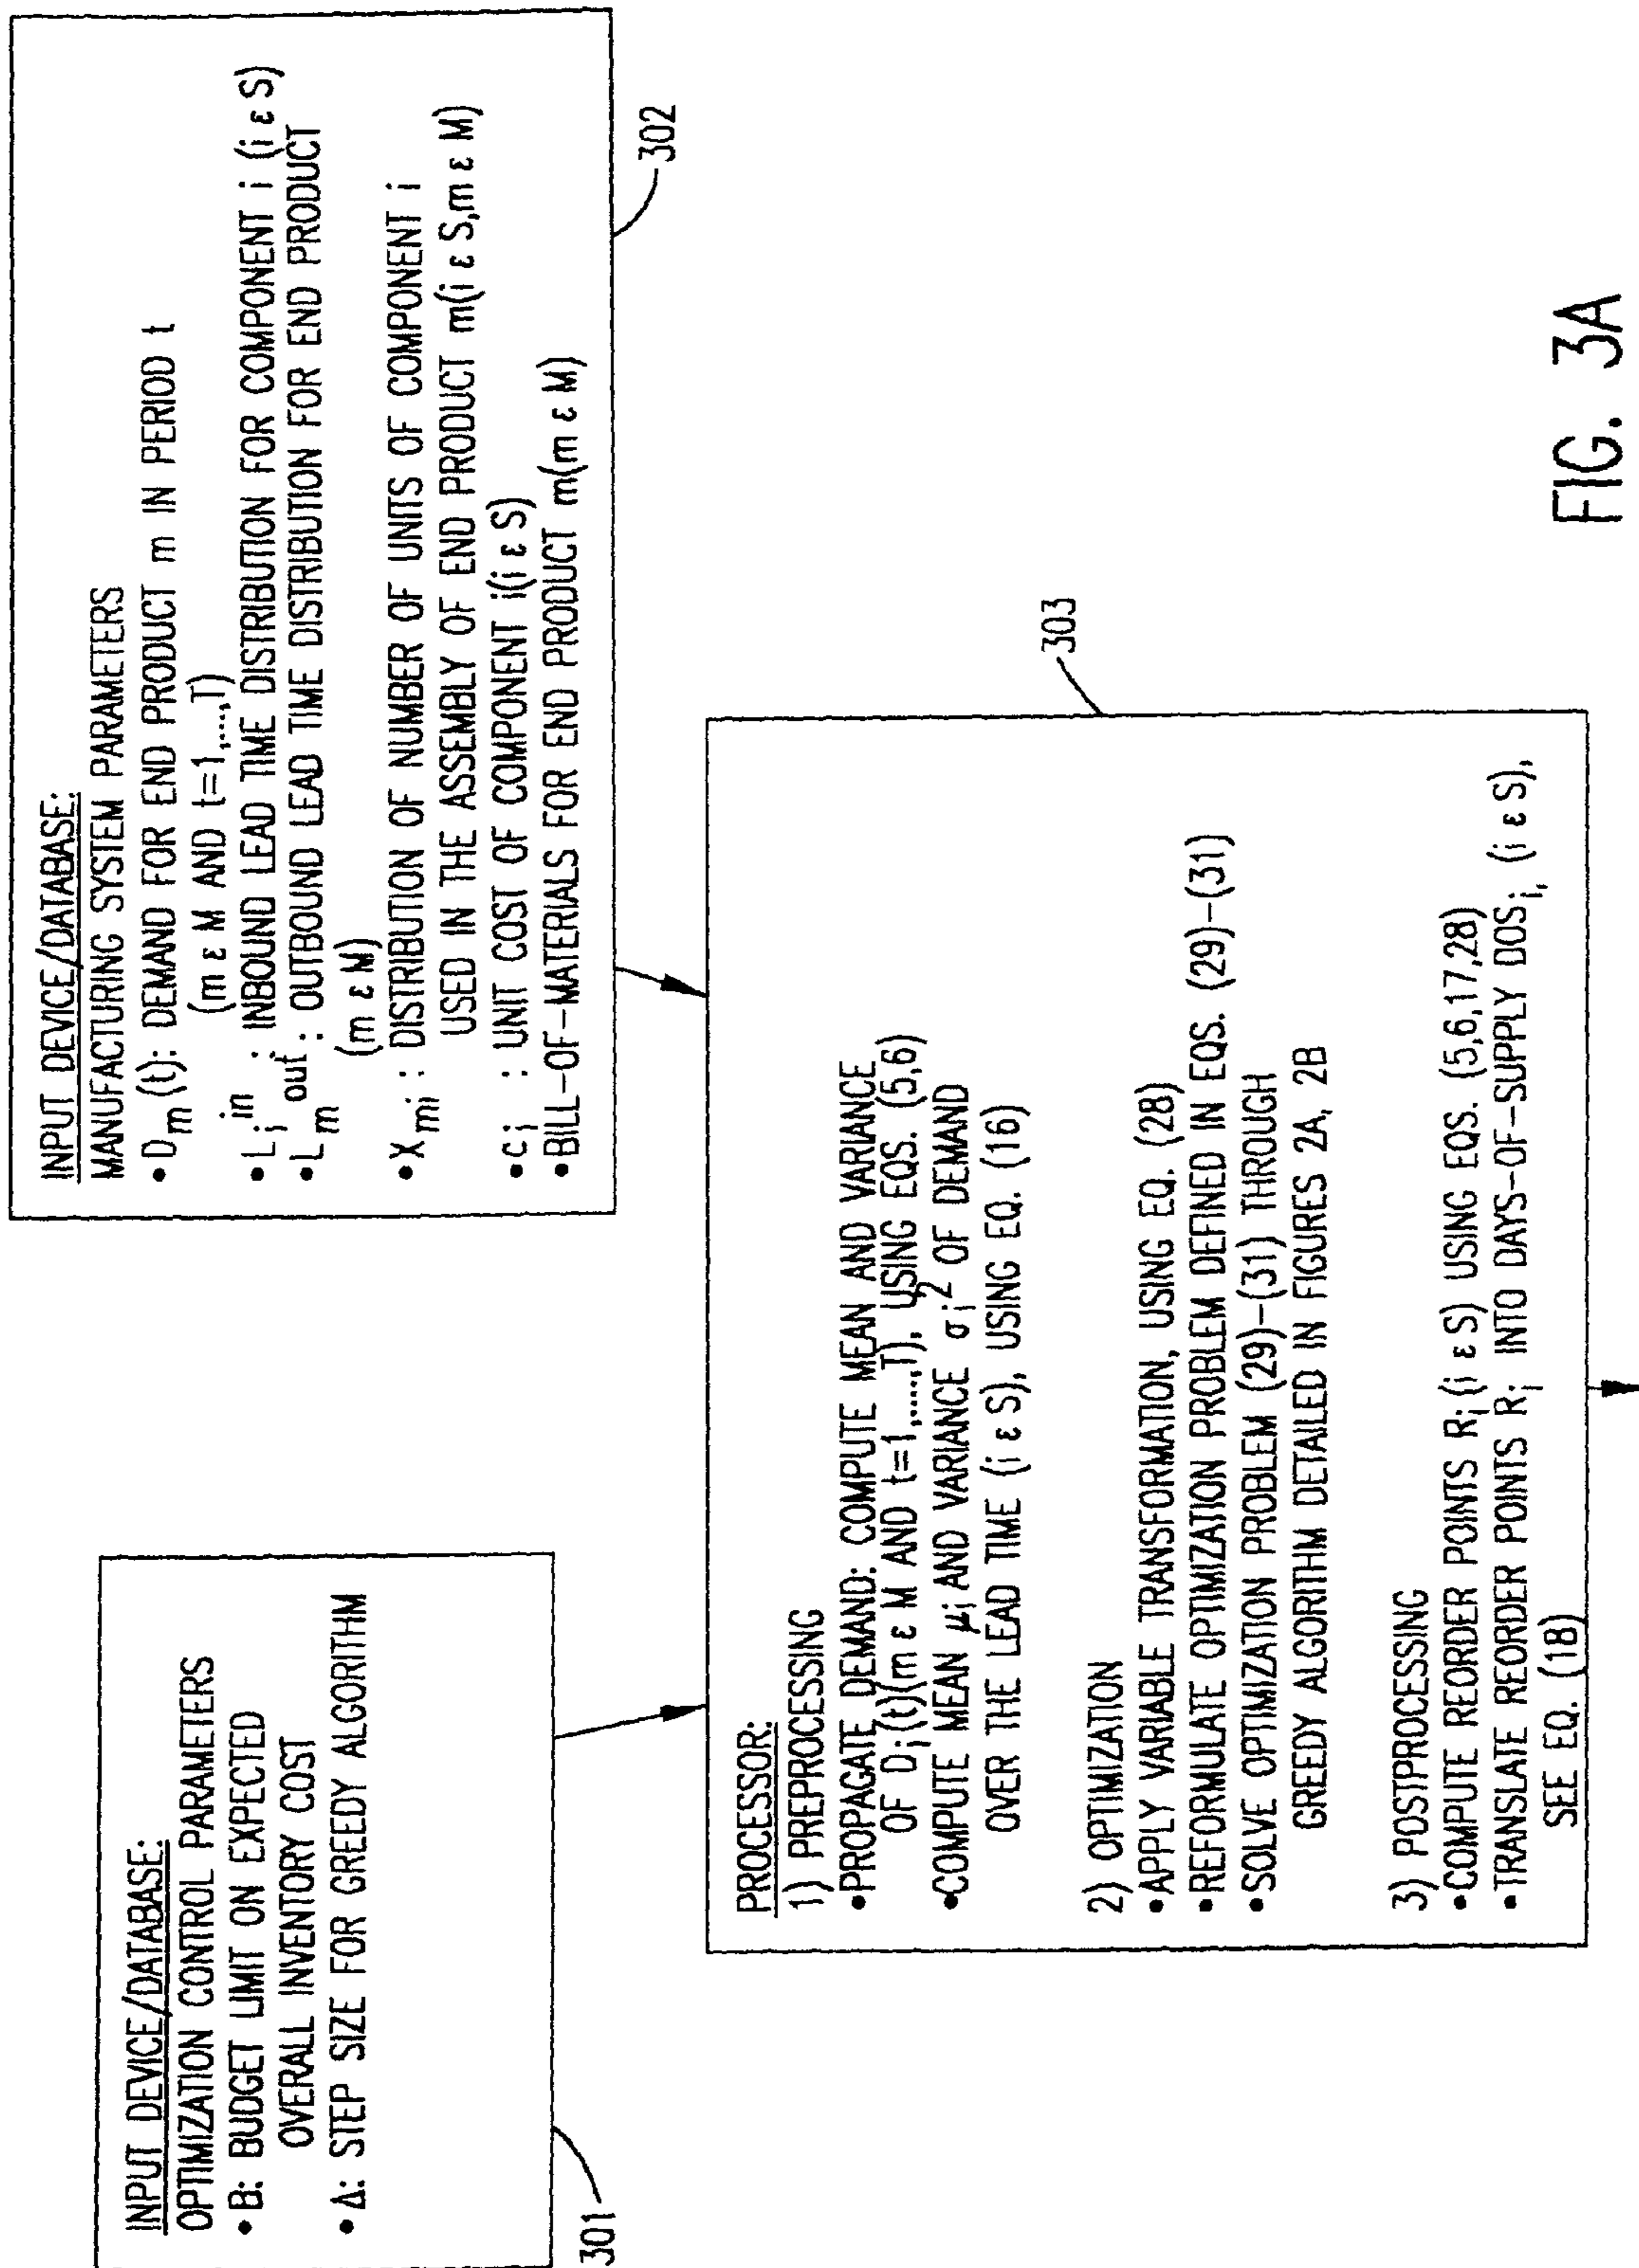 INPUT DEVICE/DATABASE:
OPTIMIZATION CONTROL PARAMETERS
• B: BUDGET LIMIT ON EXPECTED
OVERALL INVENTORY COST
• Δ: STEP SIZE FOR GREEDY ALGORITHM
301
INPUT DEVICE/DATABASE:
MANUFACTURING SYSTEM PARAMETERS
• D_m(t): DEMAND FOR END PRODUCT m IN PERIOD t
(m ε M AND t=1,....,T)
• L_i^in : INBOUND LEAD TIME DISTRIBUTION FOR COMPONENT i (i ε S)
• L_m^out : OUTBOUND LEAD TIME DISTRIBUTION FOR END PRODUCT
(m ε M)
• X_mi : DISTRIBUTION OF NUMBER OF UNITS OF COMPONENT i
USED IN THE ASSEMBLY OF END PRODUCT m(i ε S,m ε M)
• c_i : UNIT COST OF COMPONENT i(i ε S)
• BILL-OF-MATERIALS FOR END PRODUCT m(m ε M)
302
PROCESSOR:
1) PREPROCESSING
• PROPAGATE DEMAND: COMPUTE MEAN AND VARIANCE
OF D_i(t)(m ε M AND t=1,....,T), USING EQS. (5,6)
• COMPUTE MEAN μ_i AND VARIANCE σ_i^2 OF DEMAND
OVER THE LEAD TIME (i ε S), USING EQ. (16)
2) OPTIMIZATION
• APPLY VARIABLE TRANSFORMATION, USING EQ. (28)
• REFORMULATE OPTIMIZATION PROBLEM DEFINED IN EQS. (29)-(31)
• SOLVE OPTIMIZATION PROBLEM (29)-(31) THROUGH
GREEDY ALGORITHM DETAILED IN FIGURES 2A, 2B
3) POSTPROCESSING
• COMPUTE REORDER POINTS R_i(i ε S) USING EQS. (5,6,17,28)
• TRANSLATE REORDER POINTS R_i INTO DAYS-OF-SUPPLY DOS_i, (i ε S),
SEE EQ. (18)
303
FIG. 3A